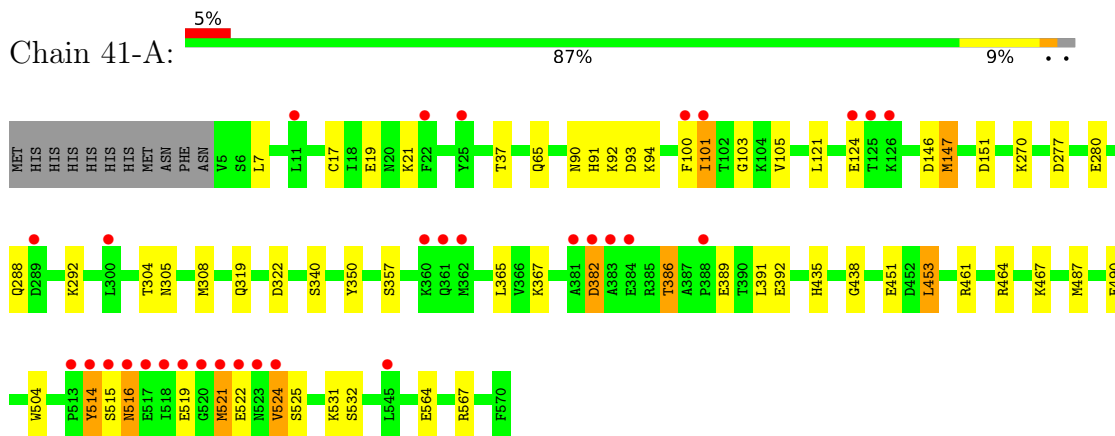 Chain 41-A:
5%
87%
9%
• •
MET HIS HIS HIS HIS HIS MET ASN PHE ASN V5 S6 L7 L11 C17 I18 E19 N20 K21 F22 Y25 T37 Q65 N90 H91 K92 D93 K94 F100 I101 T102 G103 K104 V105 L121 E124 T125 K126 D146 M147 D151 K270 D277 E280
Q288 D289 K292 L300 T304 N305 M308 Q319 D322 S340 Y350 S357 K360 Q361 M362 L365 V366 K367 A381 D382 A383 E384 R385 T386 A387 P388 E389 T390 L391 E392 H435 G438 E451 D452 L453 R461 R464 K467 M487 E490
W504 P513 Y514 S515 N516 E517 I518 E519 G520 M521 E522 N523 V524 S525 K531 S532 L545 E564 R567 F570